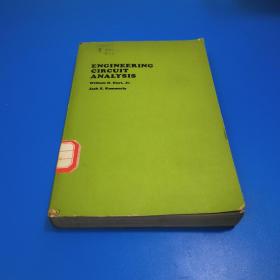 ENGINEERING
CIRCUIT
ANALYSIS
William H. Hayt, Jr.
Jack E. Kemmerly